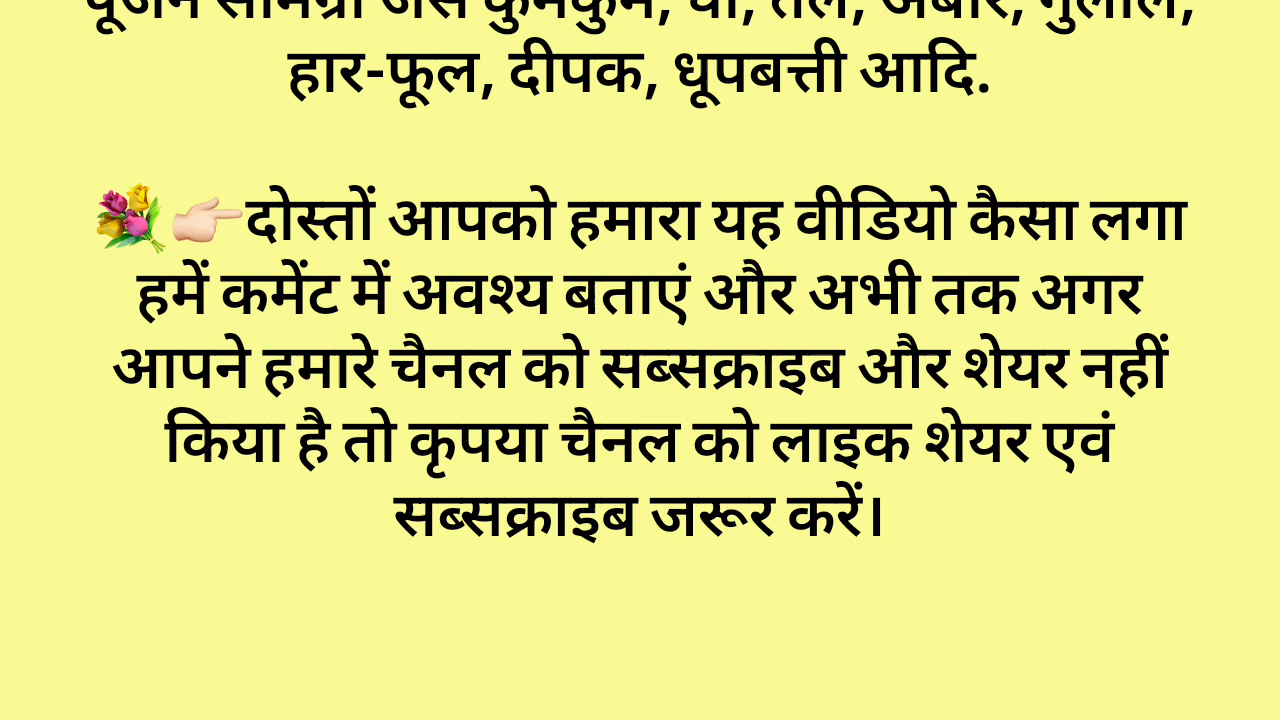 पूजन सामग्री जैसे कुमकुम, घी, तेल, अबीर, गुलाल,
हार-फूल, दीपक, धूपबत्ती आदि.
💐👉🏻दोस्तों आपको हमारा यह वीडियो कैसा लगा
हमें कमेंट में अवश्य बताएं और अभी तक अगर
आपने हमारे चैनल को सब्सक्राइब और शेयर नहीं
किया है तो कृपया चैनल को लाइक शेयर एवं
सब्सक्राइब जरूर करें।